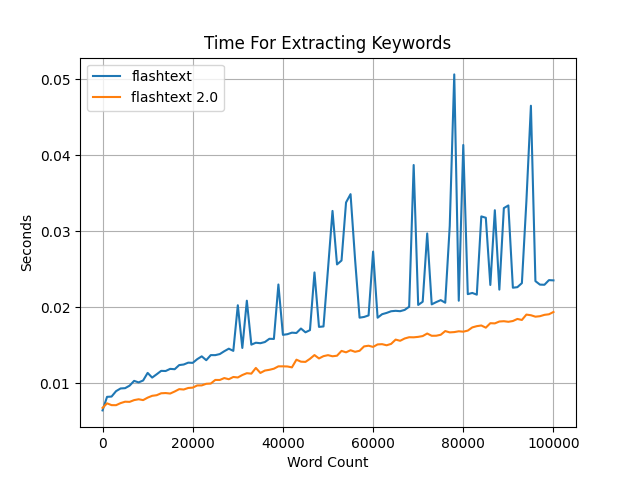 Time For Extracting Keywords
flashtext
flashtext 2.0
0.05
0.04
0.03
0.02
0.01
Seconds
0 20000 40000 60000 80000 100000
Word Count